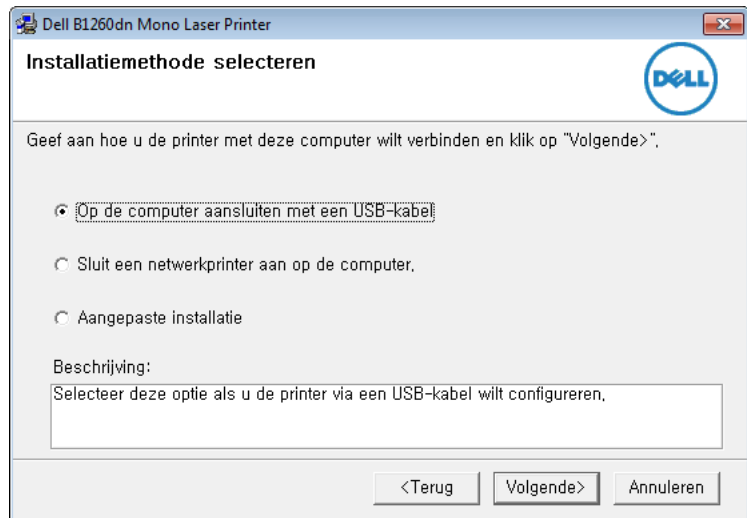 Dell B1260dn Mono Laser Printer
Installatiemethode selecteren
DELL
Geef aan hoe u de printer met deze computer wilt verbinden en klik op "Volgende>".
Op de computer aansluiten met een USB-kabel
Sluit een netwerkprinter aan op de computer.
Aangepaste installatie
Beschrijving:
Selecteer deze optie als u de printer via een USB-kabel wilt configureren.
<Terug
Volgende>
Annuleren